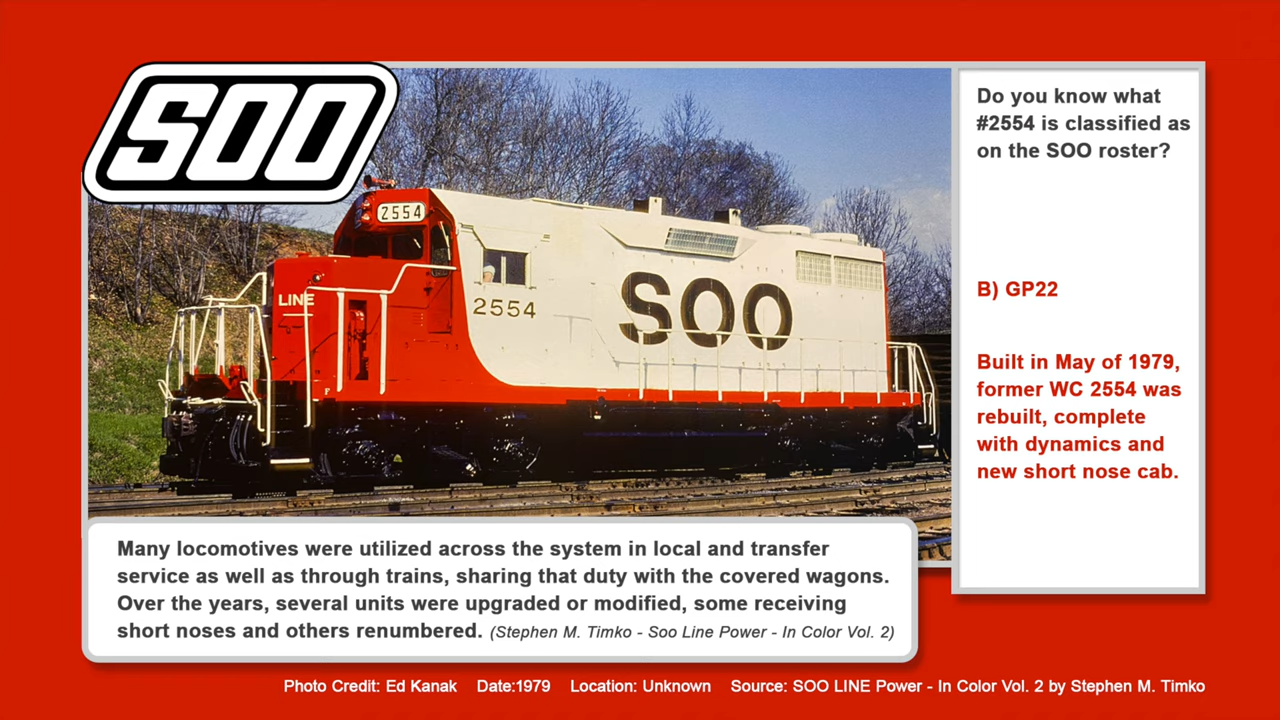 SOO
2554
LINE
2554
SOO
Do you know what
#2554 is classified as
on the SOO roster?
B) GP22
Built in May of 1979,
former WC 2554 was
rebuilt, complete
with dynamics and
new short nose cab.
Many locomotives were utilized across the system in local and transfer
service as well as through trains, sharing that duty with the covered wagons.
Over the years, several units were upgraded or modified, some receiving
short noses and others renumbered. (Stephen M. Timko - Soo Line Power - In Color Vol. 2)
Photo Credit: Ed Kanak Date:1979 Location: Unknown Source: SOO LINE Power - In Color Vol. 2 by Stephen M. Timko